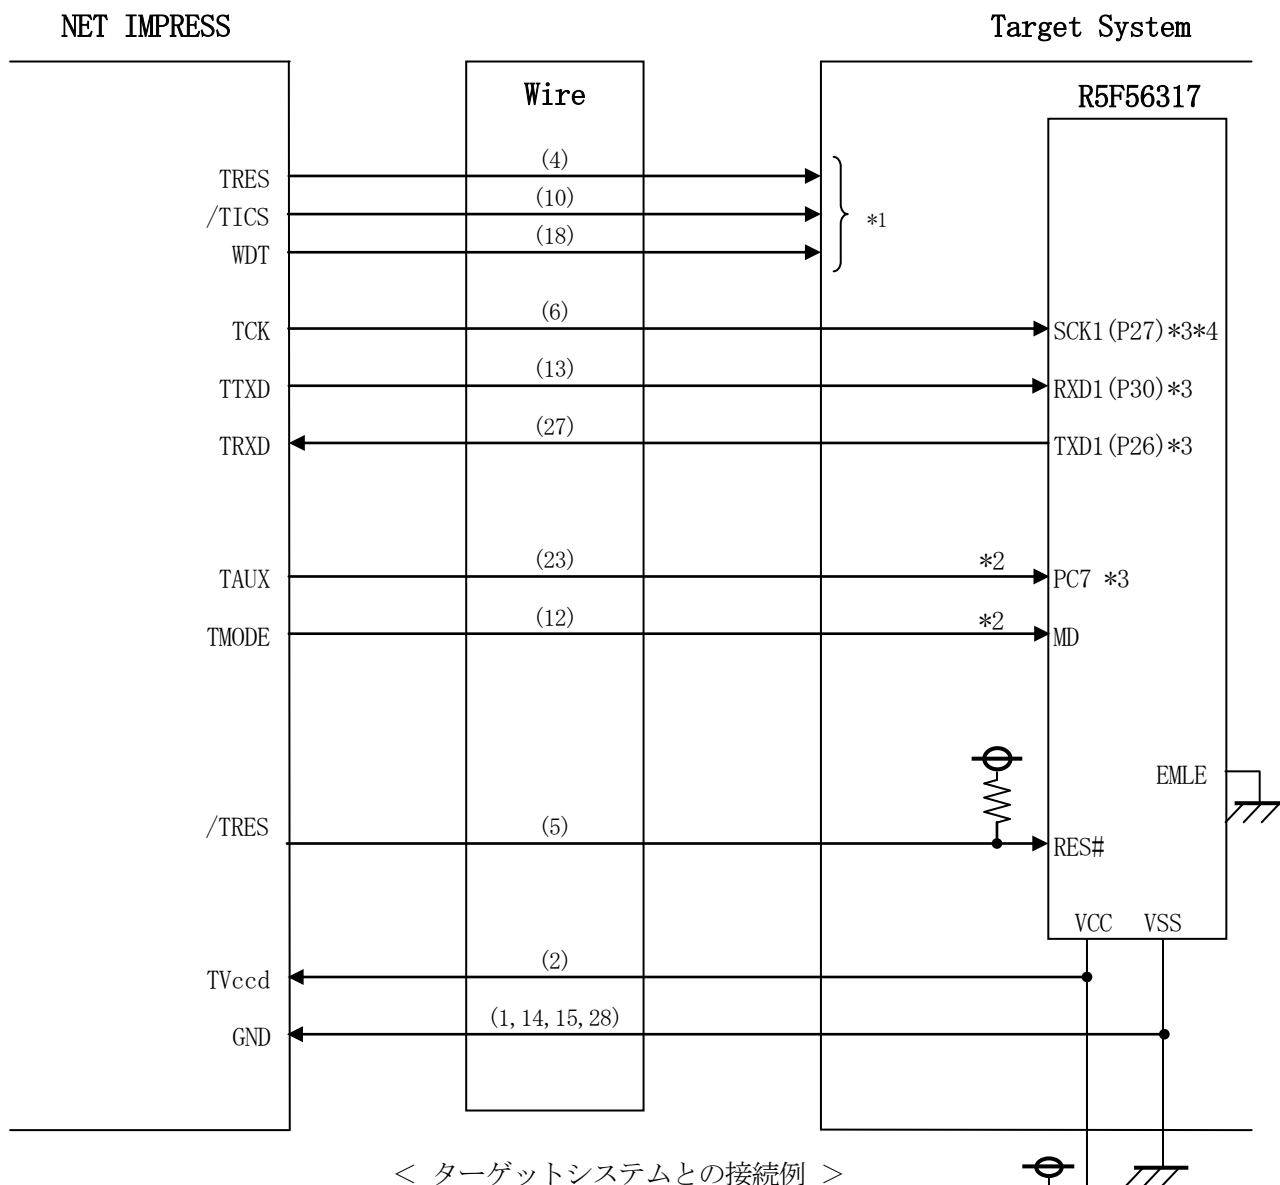 NET IMPRESS
Target System
Wire
R5F56317
TRES
(4)
/TICS
(10)
*1
WDT
(18)
TCK
(6)
SCK1(P27)*3*4
TTXD
(13)
RXD1(P30)*3
TRXD
(27)
TXD1(P26)*3
TAUX
(23)
*2
PC7 *3
TMODE
(12)
*2
MD
EMLE
/TRES
(5)
RES#
VCC VSS
TVccd
(2)
GND
(1,14,15,28)
< ターゲットシステムとの接続例 >